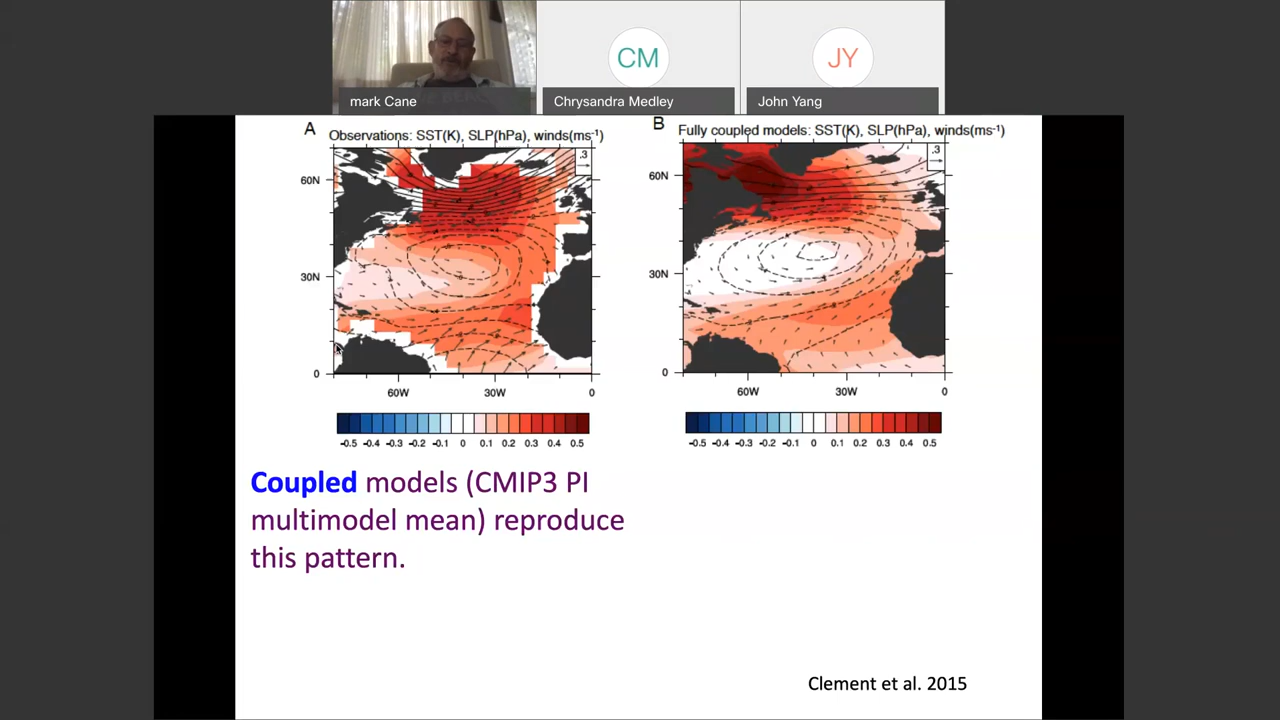 CM
JY
mark Cane
Chrysandra Medley
John Yang
A
Observations: SST(K), SLP(hPa), winds(ms-1)
B
Fully coupled models: SST(K), SLP(hPa), winds(ms-1)
.3
.3
60N
30N
0
60W
30W
0
60N
30N
0
60W
30W
0
-0.5 -0.4 -0.3 -0.2 -0.1 0 0.1 0.2 0.3 0.4 0.5
-0.5 -0.4 -0.3 -0.2 -0.1 0 0.1 0.2 0.3 0.4 0.5
Coupled models (CMIP3 PI
multimodel mean) reproduce
this pattern.
Clement et al. 2015